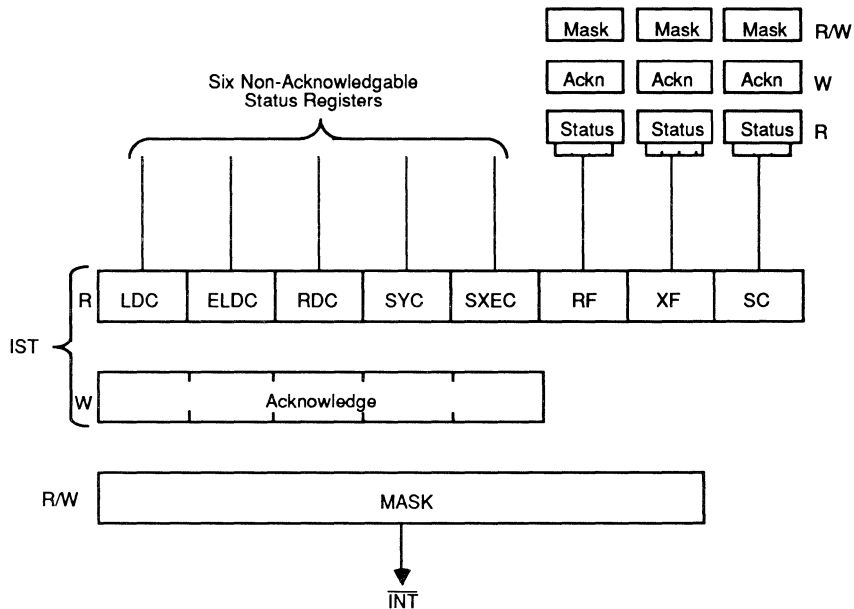 Mask Mask Mask R/W
Six Non-Acknowledgable
Status Registers
Ackn Ackn Ackn W
Status Status Status R
IST
R LDC ELDC RDC SYC SXEC RF XF SC
W Acknowledge
R/W MASK
INT